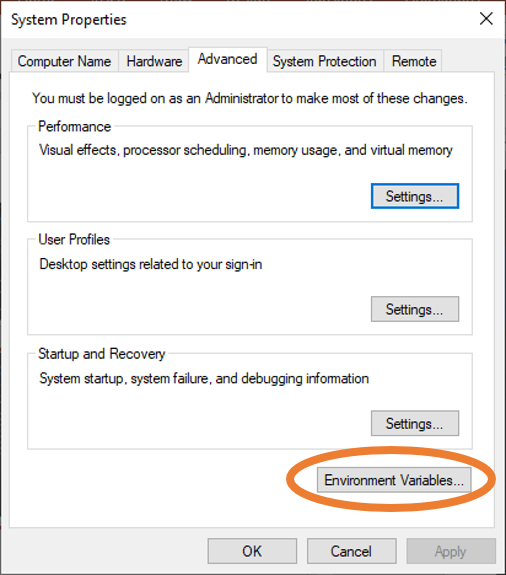 System Properties
Computer Name Hardware Advanced System Protection Remote
You must be logged on as an Administrator to make most of these changes.
Performance
Visual effects, processor scheduling, memory usage, and virtual memory
Settings...
User Profiles
Desktop settings related to your sign-in
Settings...
Startup and Recovery
System startup, system failure, and debugging information
Settings...
Environment Variables...
OK Cancel Apply